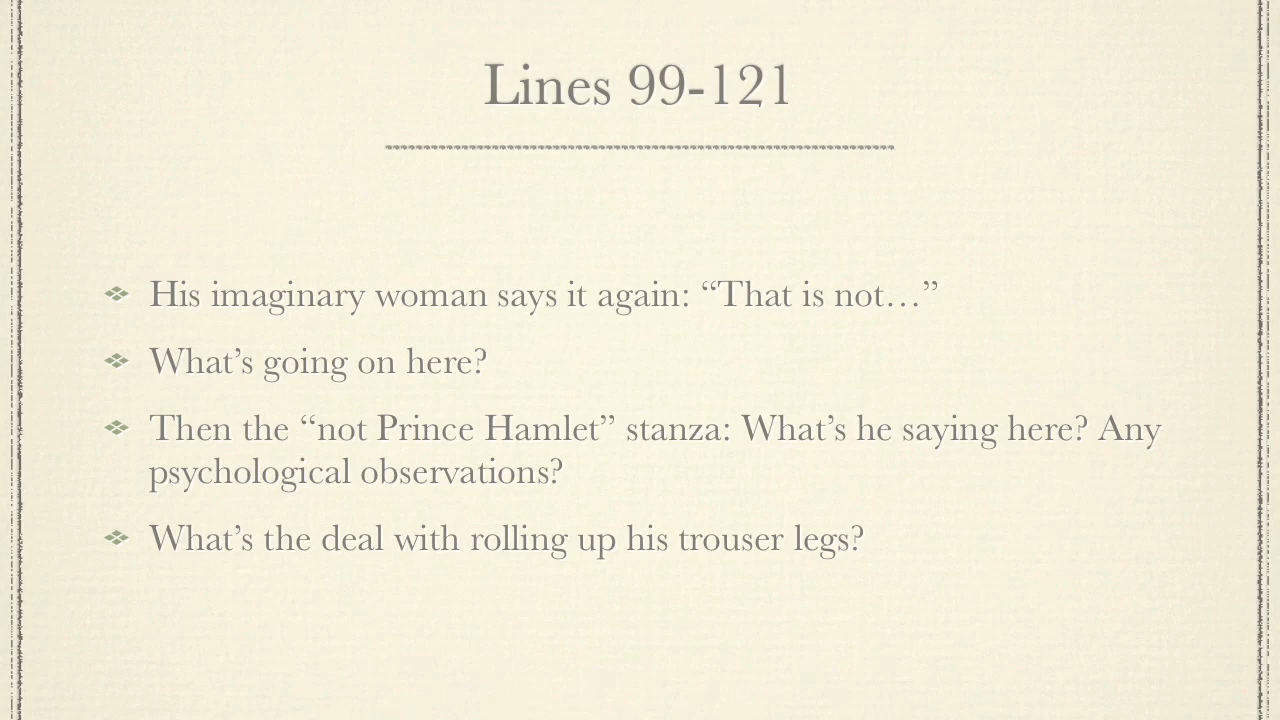 Lines 99-121
His imaginary woman says it again: “That is not…”
What’s going on here?
Then the “not Prince Hamlet” stanza: What’s he saying here? Any
psychological observations?
What’s the deal with rolling up his trouser legs?